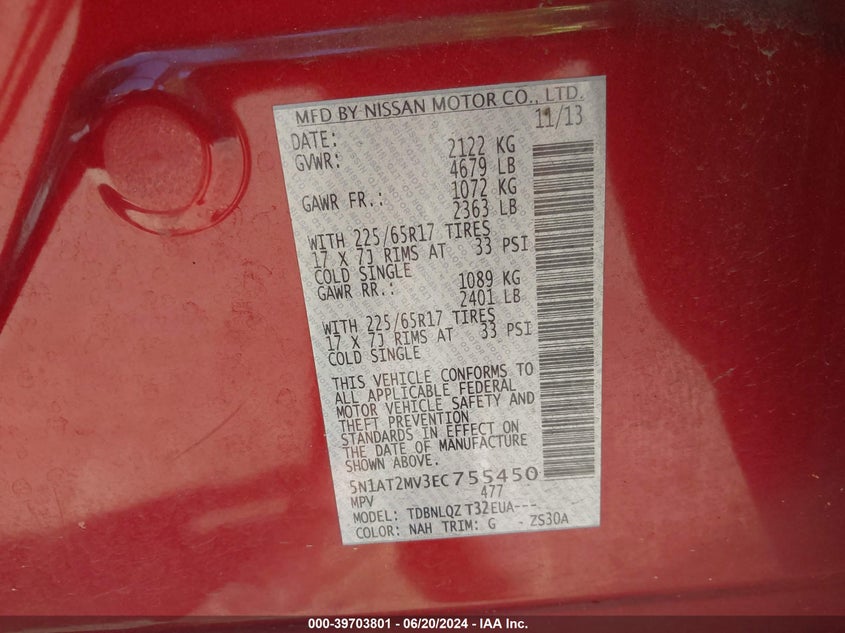 MFD BY NISSAN MOTOR CO., LTD.
DATE: 11/13
GVWR: 2122 KG
4679 LB
GAWR FR.: 1072 KG
2363 LB
WITH 225/65R17 TIRES
17 X 7J RIMS AT 33 PSI
COLD SINGLE
GAWR RR.: 1089 KG
2401 LB
WITH 225/65R17 TIRES
17 X 7J RIMS AT 33 PSI
COLD SINGLE
THIS VEHICLE CONFORMS TO
ALL APPLICABLE FEDERAL
MOTOR VEHICLE SAFETY AND
THEFT PREVENTION
STANDARDS IN EFFECT ON
THE DATE OF MANUFACTURE
SHOWN ABOVE.
5N1AT2MV3EC755450
MPV 477
MODEL: TDBNLQZ T32EUA---
COLOR: NAH TRIM: G - ZS30A
000-39703801 - 06/20/2024 - IAA Inc.